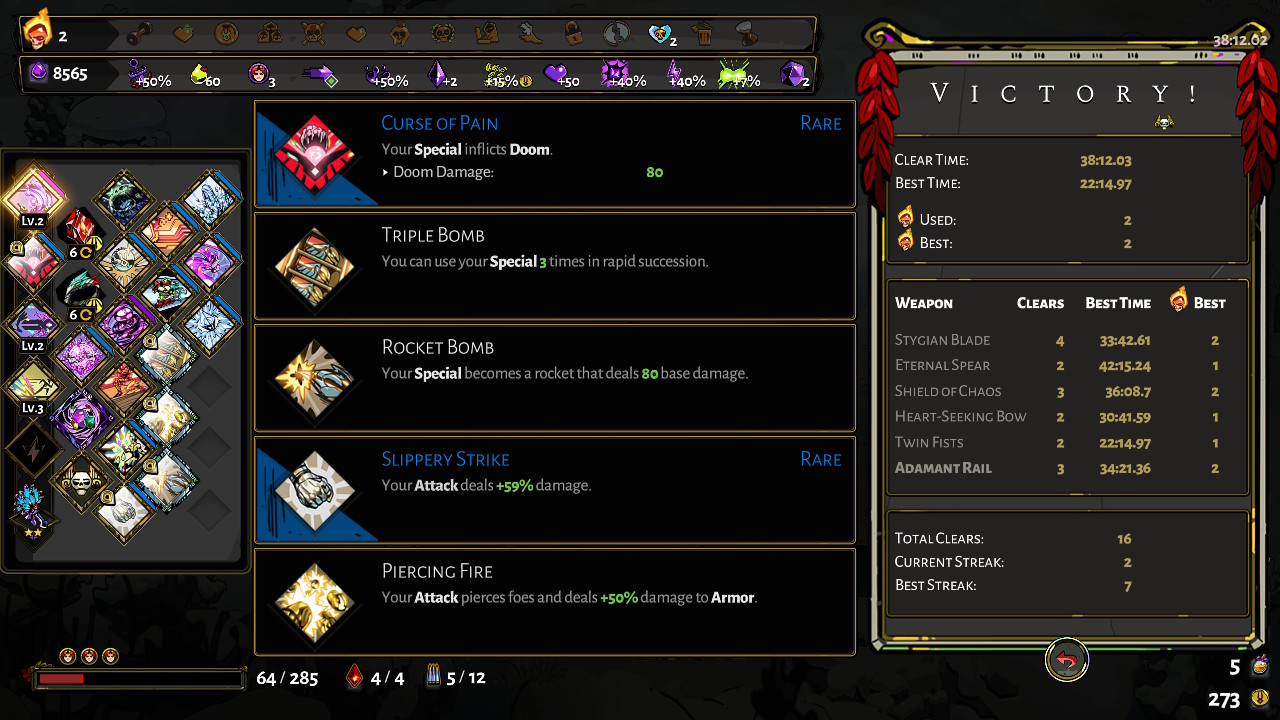 2
2
38:12.02
8565
+50%
60
3
+50%
+2
+15%
+50
+40%
+40%
+7%
2
VICTORY!
CURSE OF PAIN
RARE
Your Special inflicts Doom.
Doom Damage: 80
TRIPLE BOMB
You can use your Special 3 times in rapid succession.
ROCKET BOMB
Your Special becomes a rocket that deals 80 base damage.
SLIPPERY STRIKE
RARE
Your Attack deals +59% damage.
PIERCING FIRE
Your Attack pierces foes and deals +50% damage to Armor.
Lv.2
6
6
Lv.2
Lv.3
CLEAR TIME: 38:12.03
BEST TIME: 22:14.97
USED: 2
BEST: 2
WEAPON CLEARS BEST TIME BEST
STYGIAN BLADE 4 33:42.61 2
ETERNAL SPEAR 2 42:15.24 1
SHIELD OF CHAOS 3 36:08.7 2
HEART-SEEKING BOW 2 30:41.59 1
TWIN FISTS 2 22:14.97 1
ADAMANT RAIL 3 34:21.36 2
TOTAL CLEARS: 16
CURRENT STREAK: 2
BEST STREAK: 7
64 / 285
4 / 4
5 / 12
5
273